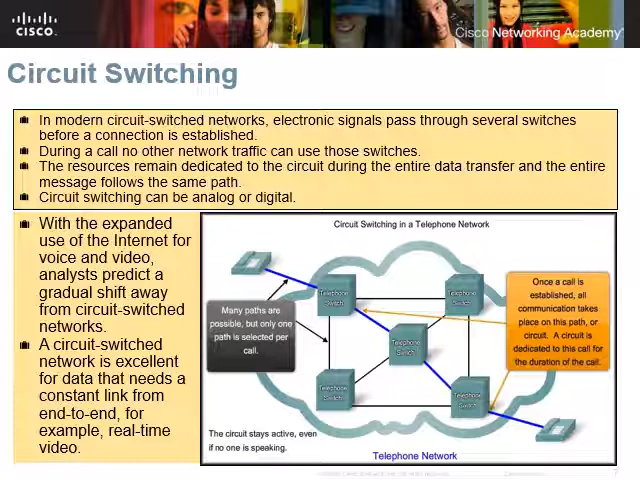 CISCO
Cisco Networking Academy
Circuit Switching
In modern circuit-switched networks, electronic signals pass through several switches
before a connection is established.
During a call no other network traffic can use those switches.
The resources remain dedicated to the circuit during the entire data transfer and the entire
message follows the same path.
Circuit switching can be analog or digital.
With the expanded
use of the Internet for
voice and video,
analysts predict a
gradual shift away
from circuit-switched
networks.
A circuit-switched
network is excellent
for data that needs a
constant link from
end-to-end, for
example, real-time
video.
Circuit Switching in a Telephone Network
Telephone
Switch
Telephone
Switch
Many paths are
possible, but only one
path is selected per
call.
Once a call is
established, all
communication takes
place on this path, or
circuit. A circuit is
dedicated to this call for
the duration of the call.
Telephone
Switch
Telephone
Switch
Telephone
Switch
The circuit stays active, even
if no one is speaking.
Telephone Network